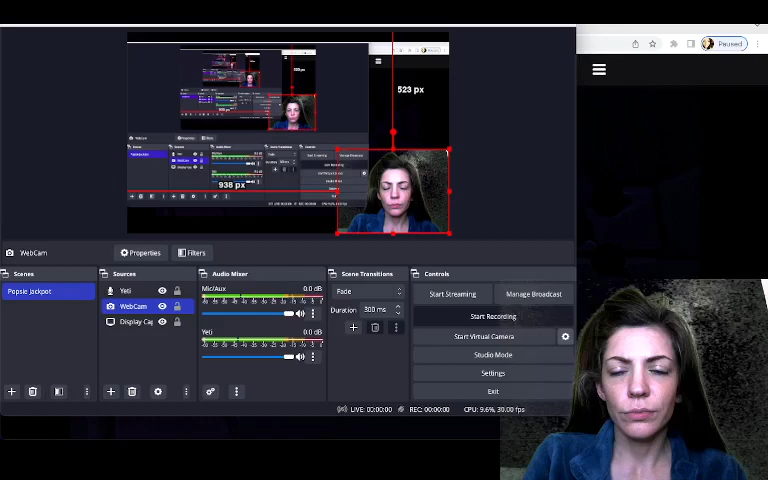 Paused
523 px
938 px
WebCam
Properties
Filters
Scenes
Sources
Audio Mixer
Scene Transitions
Controls
Popsie Jackpot
Yeti
WebCam
Display Cap
Mic/Aux
0.0 dB
Yeti
0.0 dB
Fade
Duration
300 ms
Start Streaming
Manage Broadcast
Start Recording
Start Virtual Camera
Studio Mode
Settings
Exit
LIVE: 00:00:00
REC: 00:00:00
CPU: 9.6%, 30.00 fps